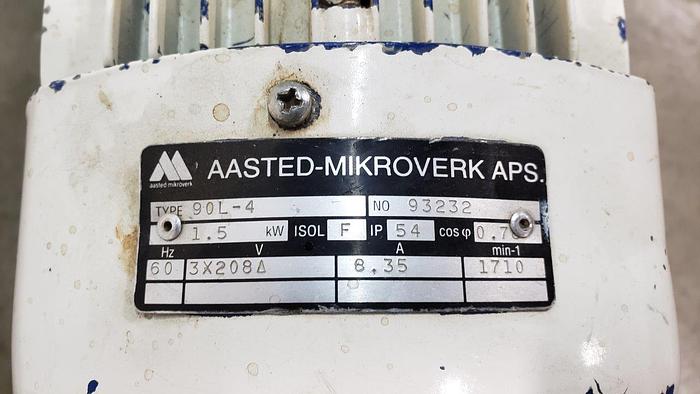 AASTED-MIKROVERK APS.
aasted mikroverk
TYPE 90L-4 NO 93232
1.5 kW ISOL F IP 54 cos φ
Hz V A min-1
60 3X208Δ 8.35 1710